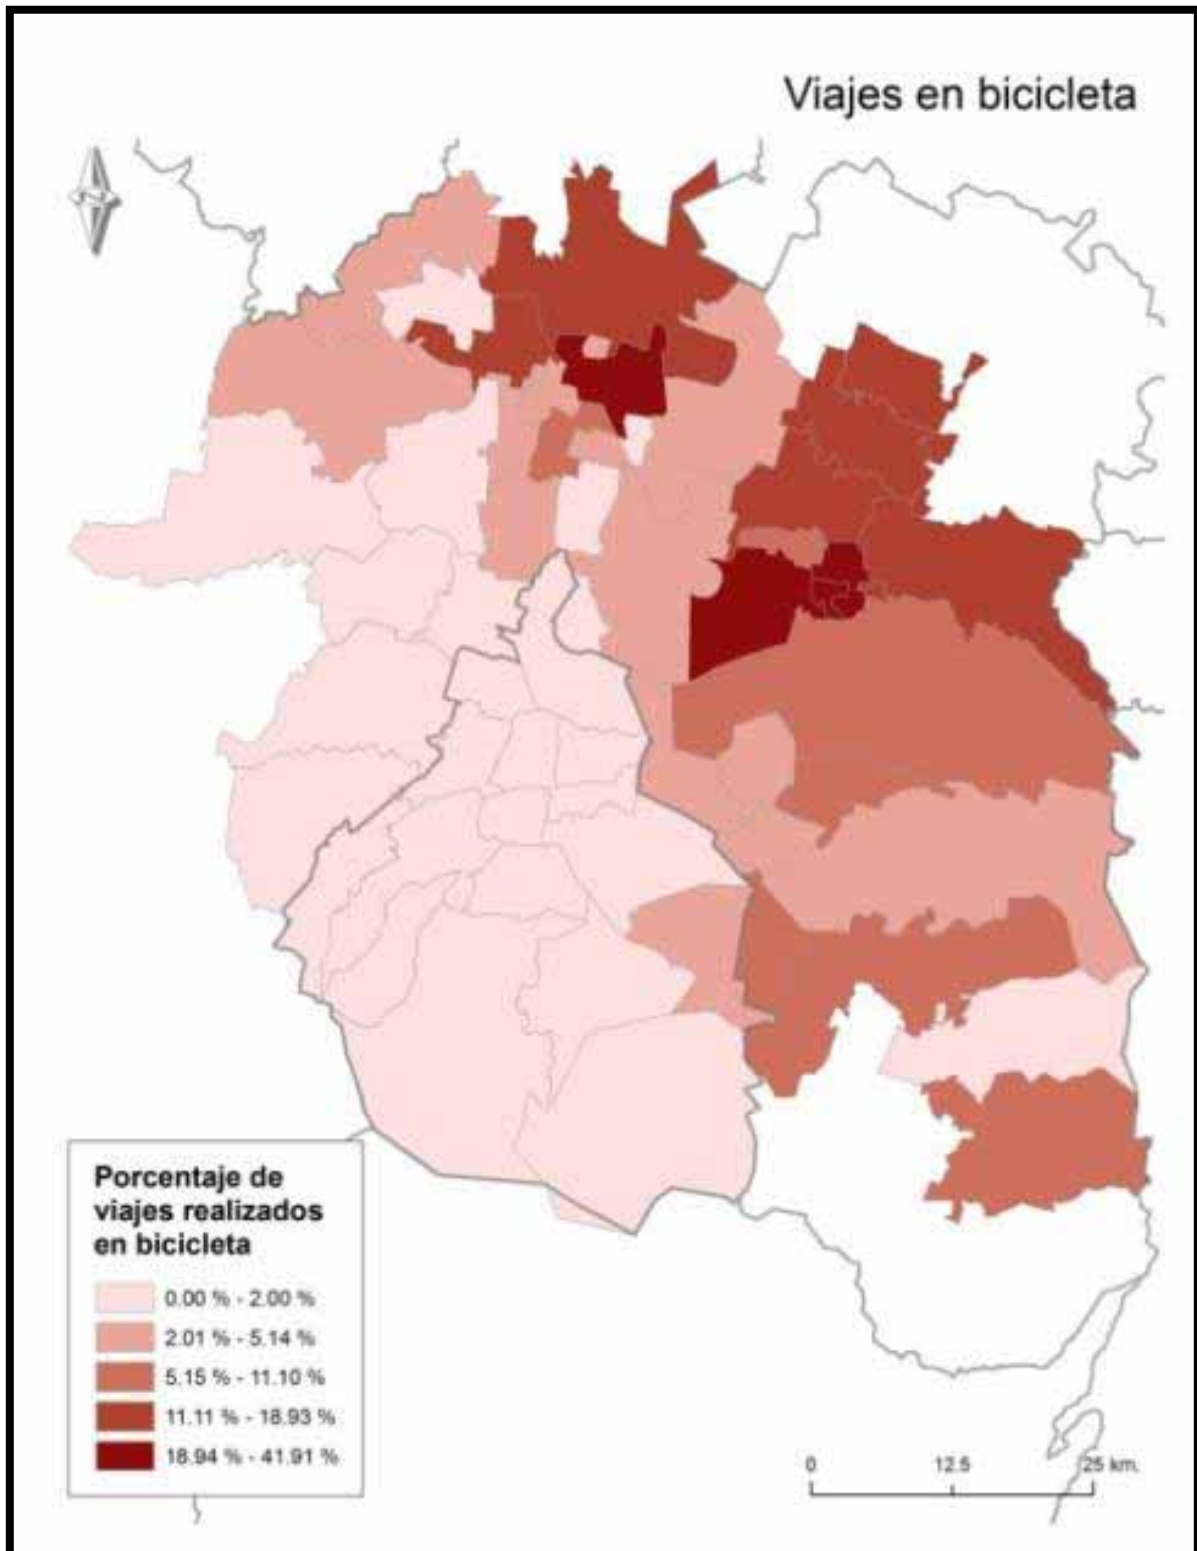 Viajes en bicicleta
Porcentaje de
viajes realizados
en bicicleta
0.00 % - 2.00 %
2.01 % - 5.14 %
5.15 % - 11.10 %
11.11 % - 18.93 %
18.94 % - 41.91 %
0 12.5 25 km.